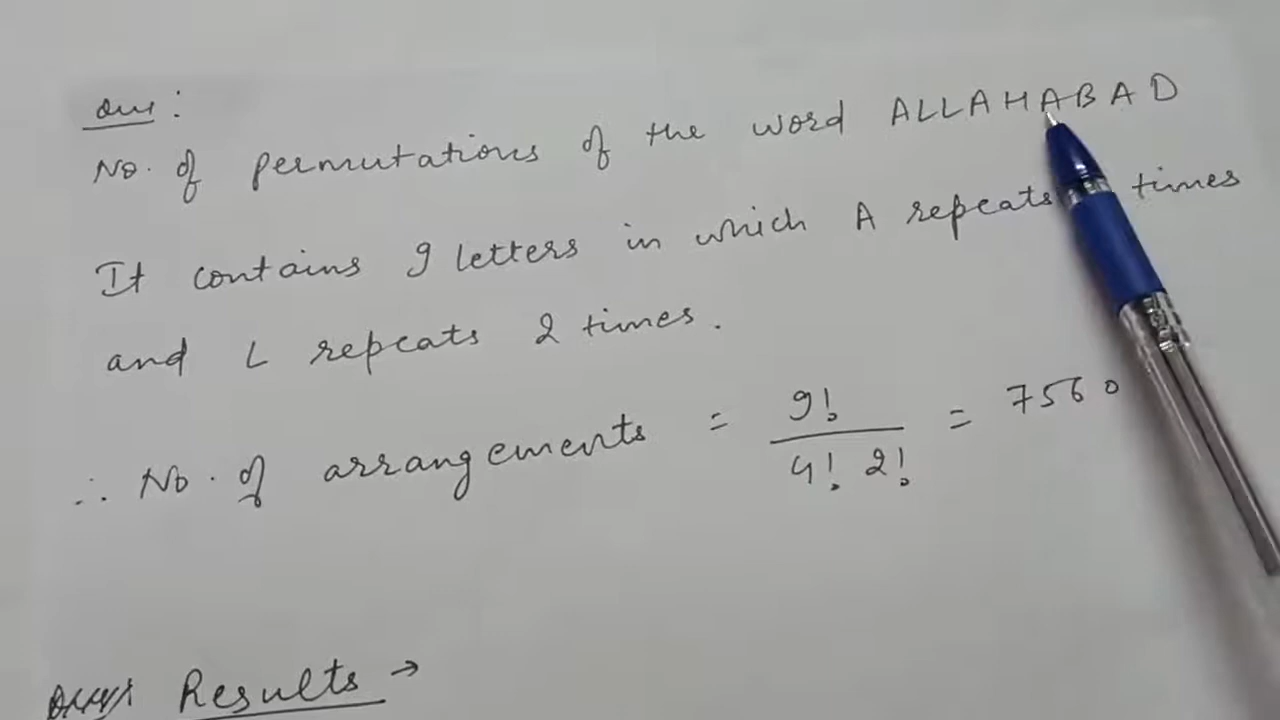 Ques :
No. of permutations of the word ALLAHABAD
It contains 9 letters in which A repeats times
and L repeats 2 times.
∴ No. of arrangements = 9! / 4! 2! = 7560
Results →